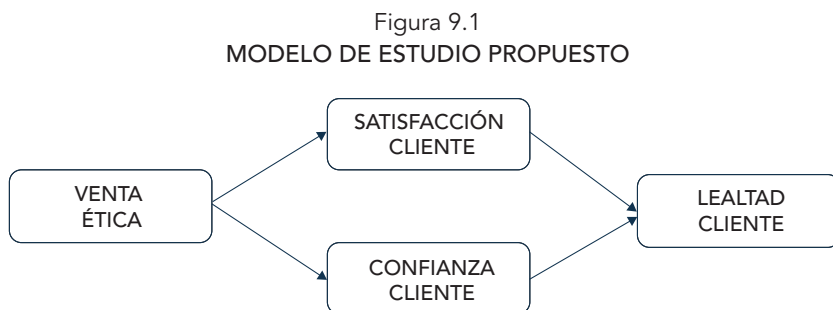 Figura 9.1
MODELO DE ESTUDIO PROPUESTO
SATISFACCIÓN
CLIENTE
VENTA
ÉTICA
LEALTAD
CLIENTE
CONFIANZA
CLIENTE